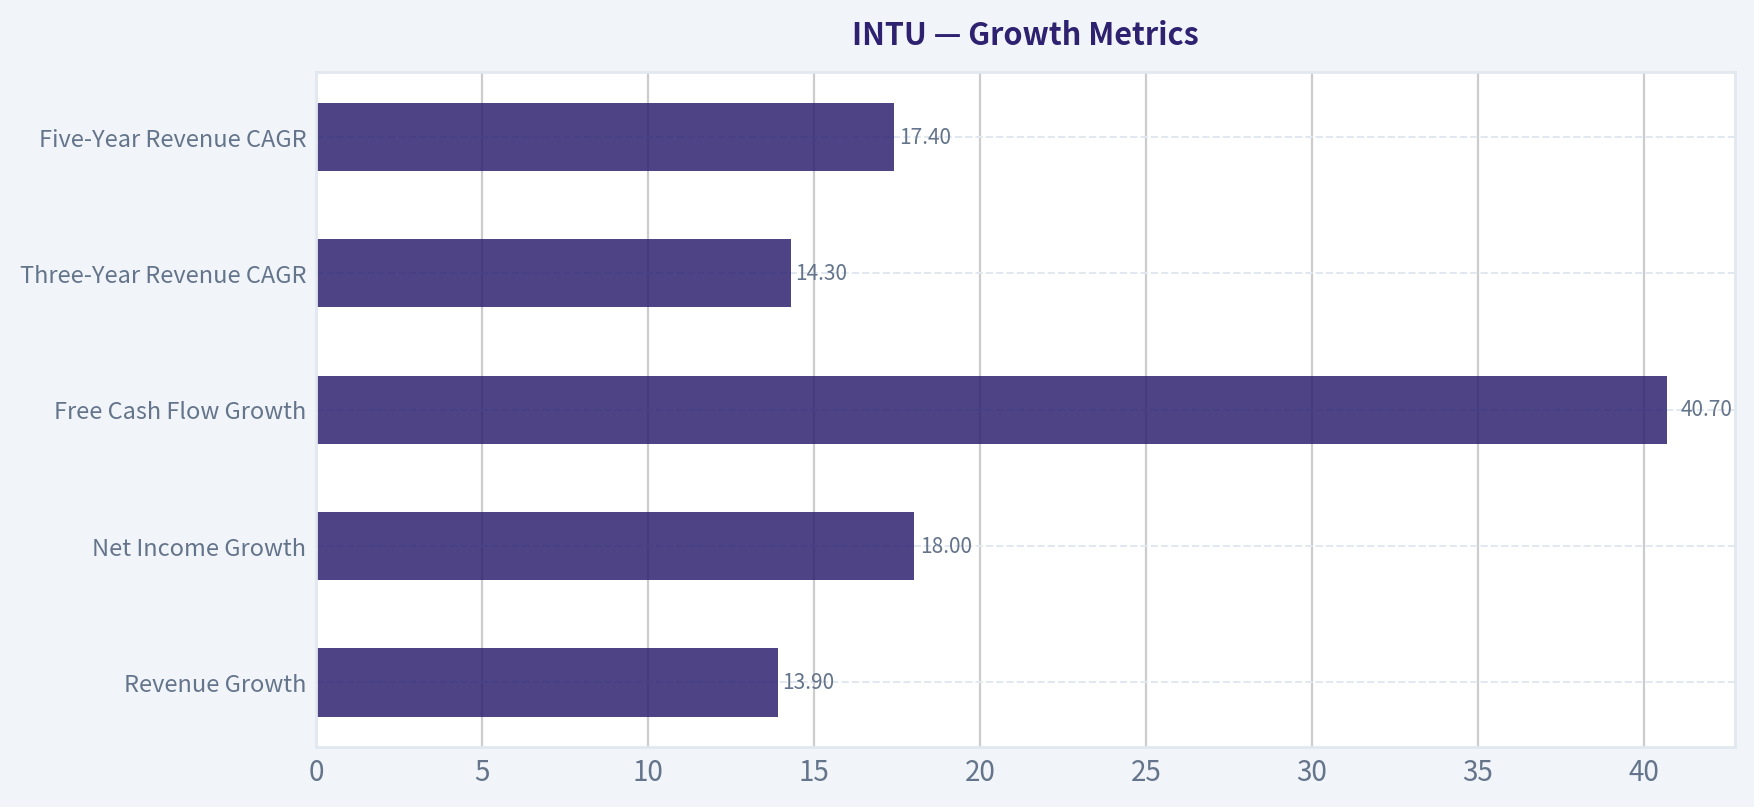 INTU — Growth Metrics
Five-Year Revenue CAGR 17.40
Three-Year Revenue CAGR 14.30
Free Cash Flow Growth 40.70
Net Income Growth 18.00
Revenue Growth 13.90
0 5 10 15 20 25 30 35 40